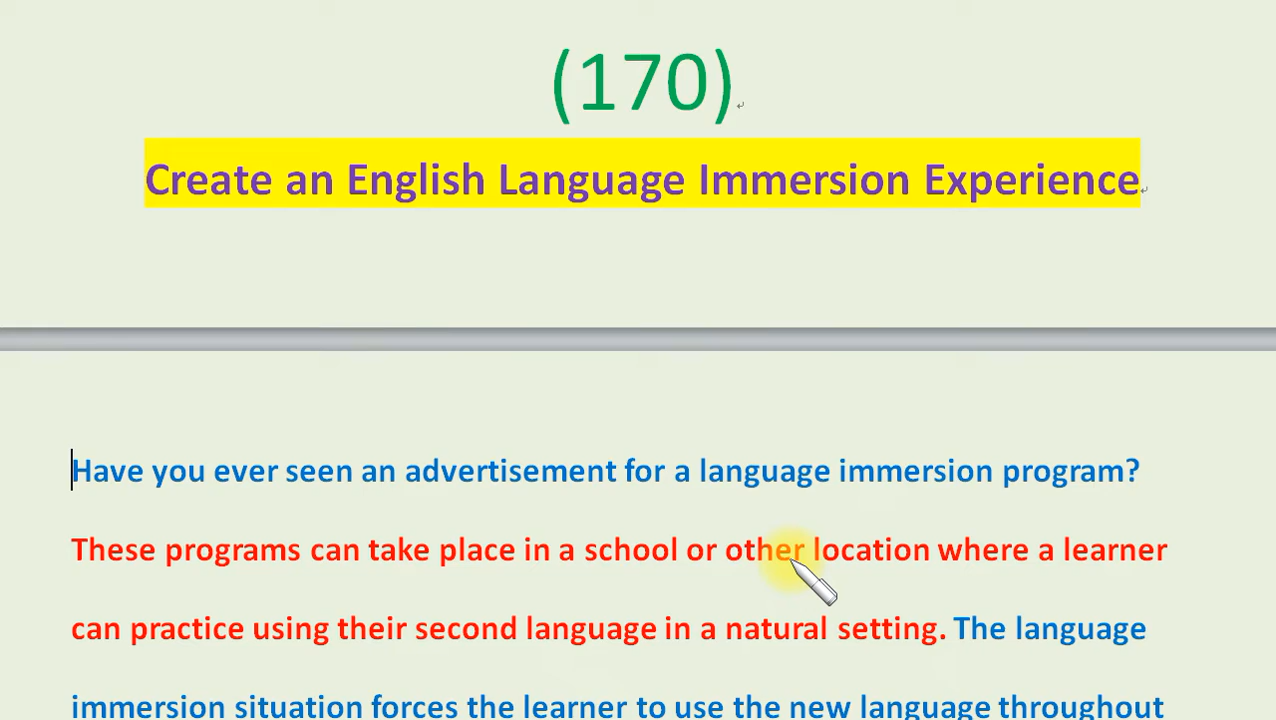 (170)
Create an English Language Immersion Experience
Have you ever seen an advertisement for a language immersion program?
These programs can take place in a school or other location where a learner
can practice using their second language in a natural setting. The language
immersion situation forces the learner to use the new language throughout